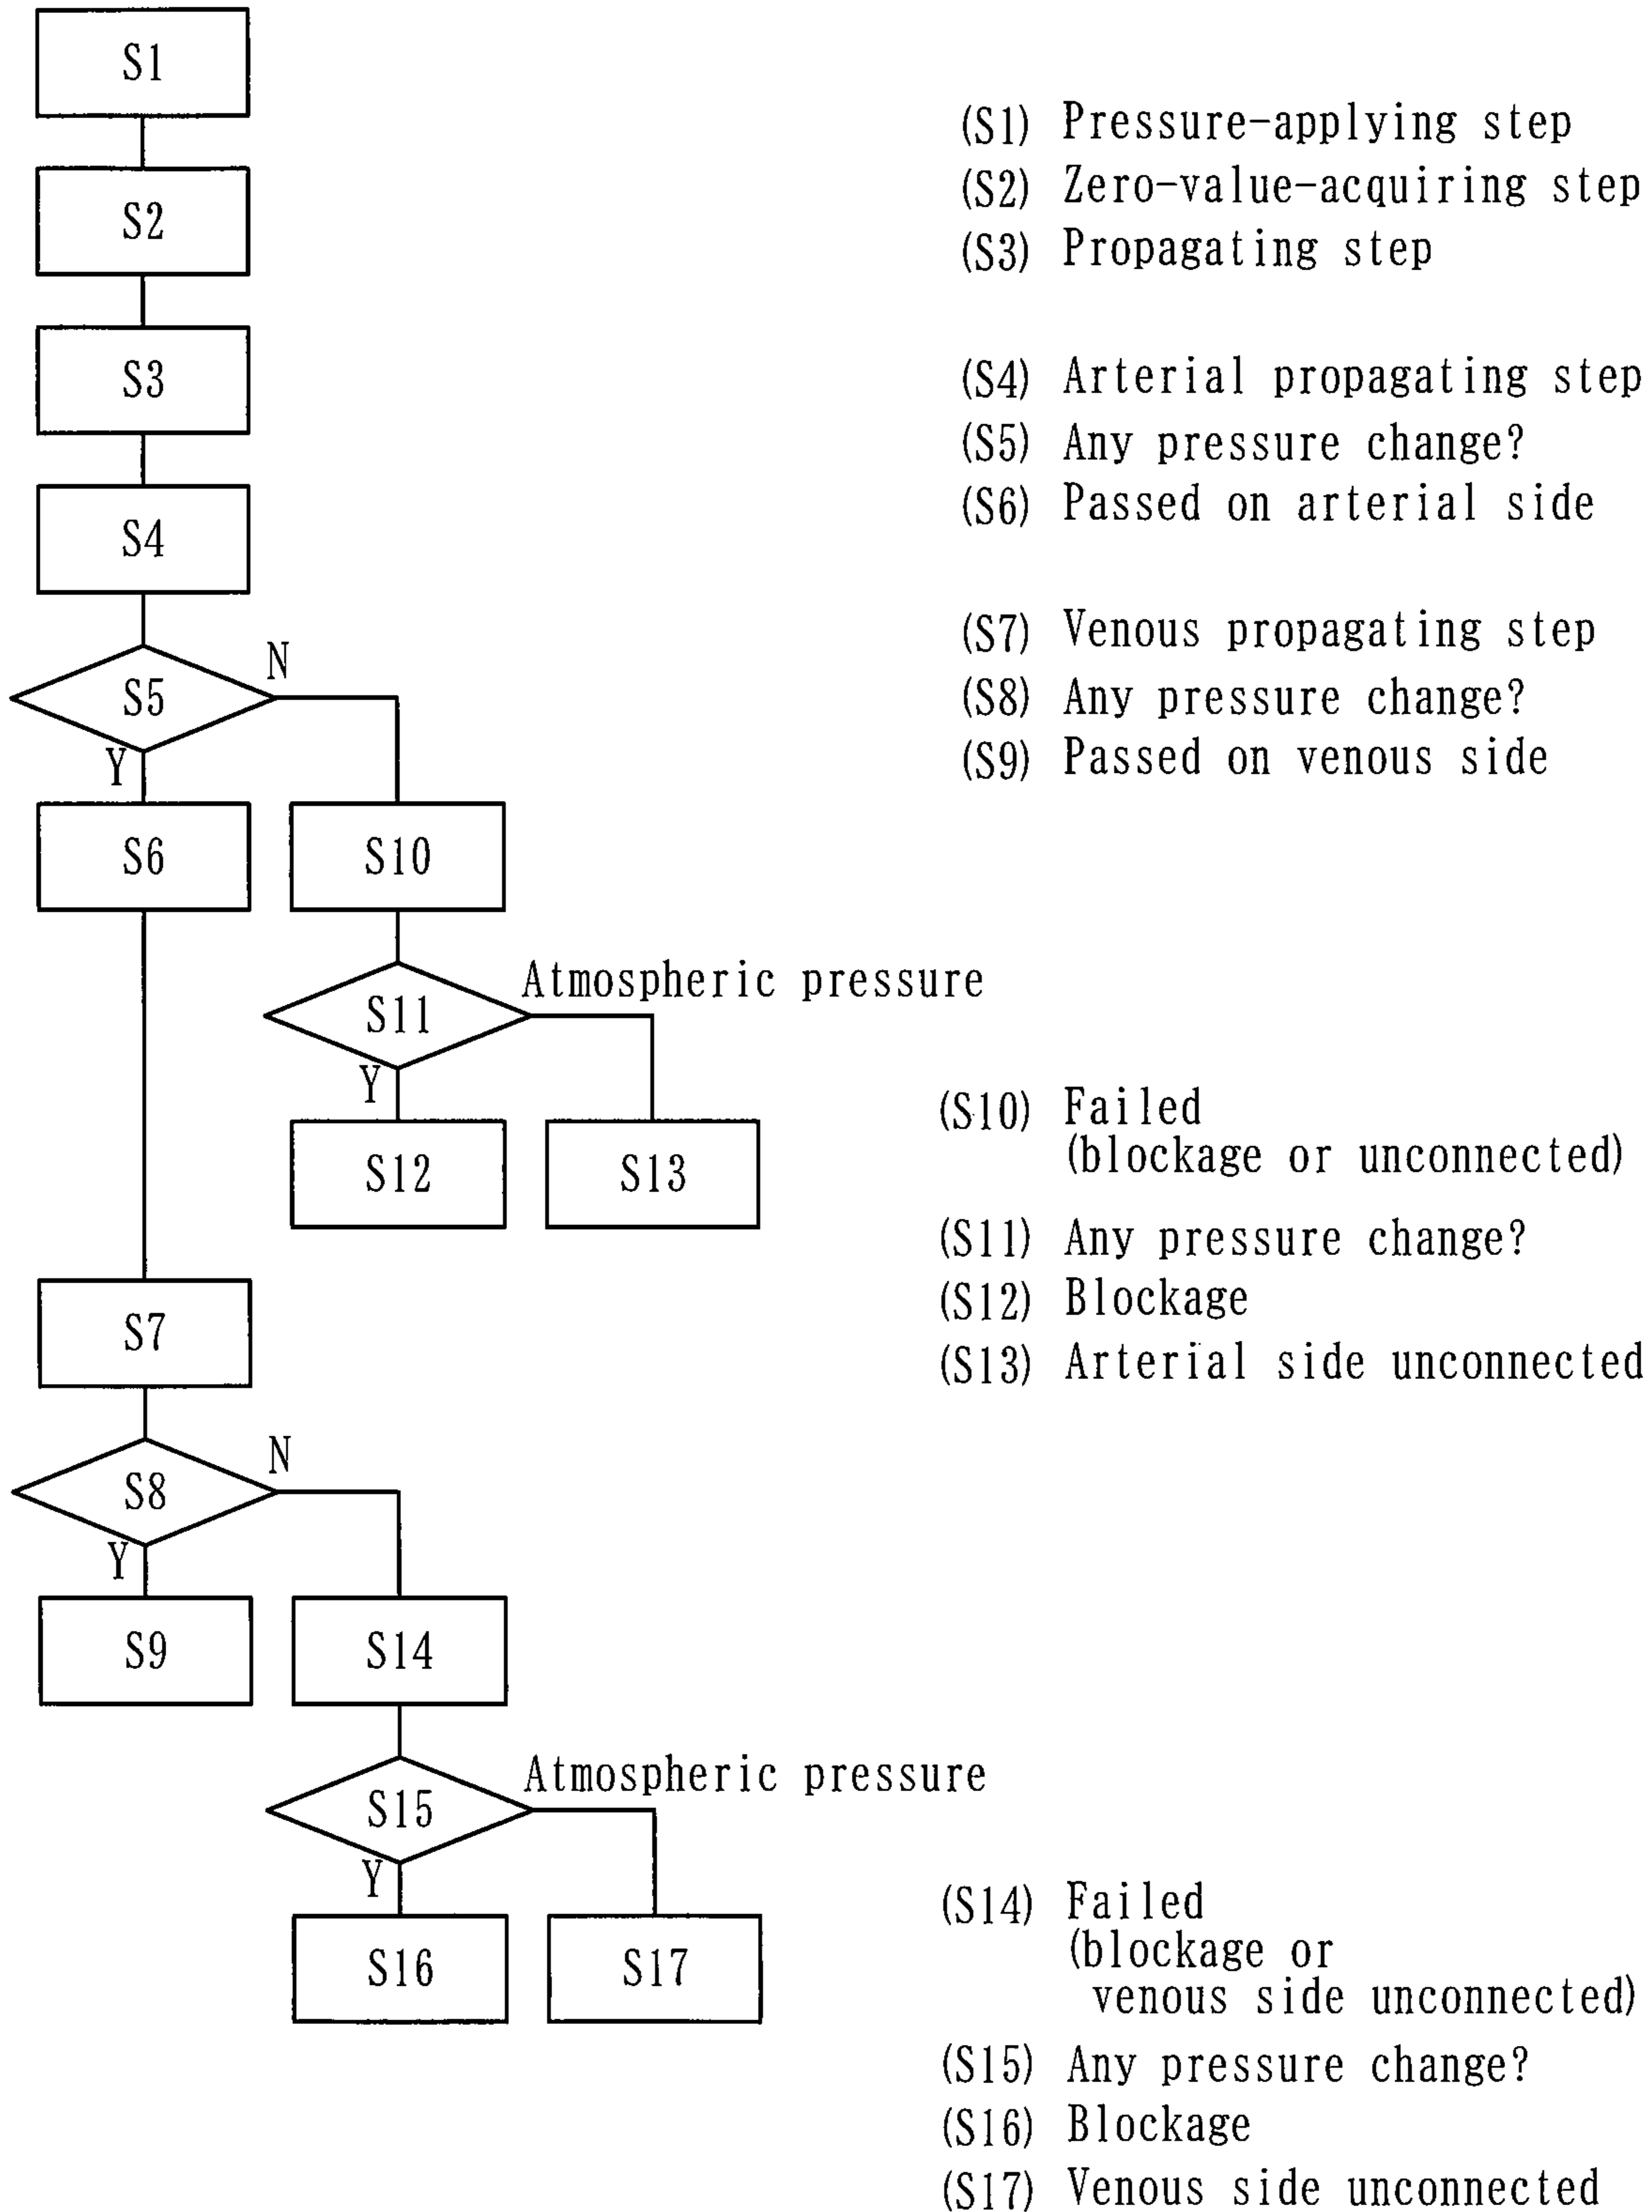 S1
S2
S3
S4
S5
N
Y
S6
S10
S11
Atmospheric pressure
Y
S12
S13
S7
S8
N
Y
S9
S14
S15
Atmospheric pressure
Y
S16
S17
(S1) Pressure-applying step
(S2) Zero-value-acquiring step
(S3) Propagating step
(S4) Arterial propagating step
(S5) Any pressure change?
(S6) Passed on arterial side
(S7) Venous propagating step
(S8) Any pressure change?
(S9) Passed on venous side
(S10) Failed
(blockage or unconnected)
(S11) Any pressure change?
(S12) Blockage
(S13) Arterial side unconnected
(S14) Failed
(blockage or
venous side unconnected)
(S15) Any pressure change?
(S16) Blockage
(S17) Venous side unconnected